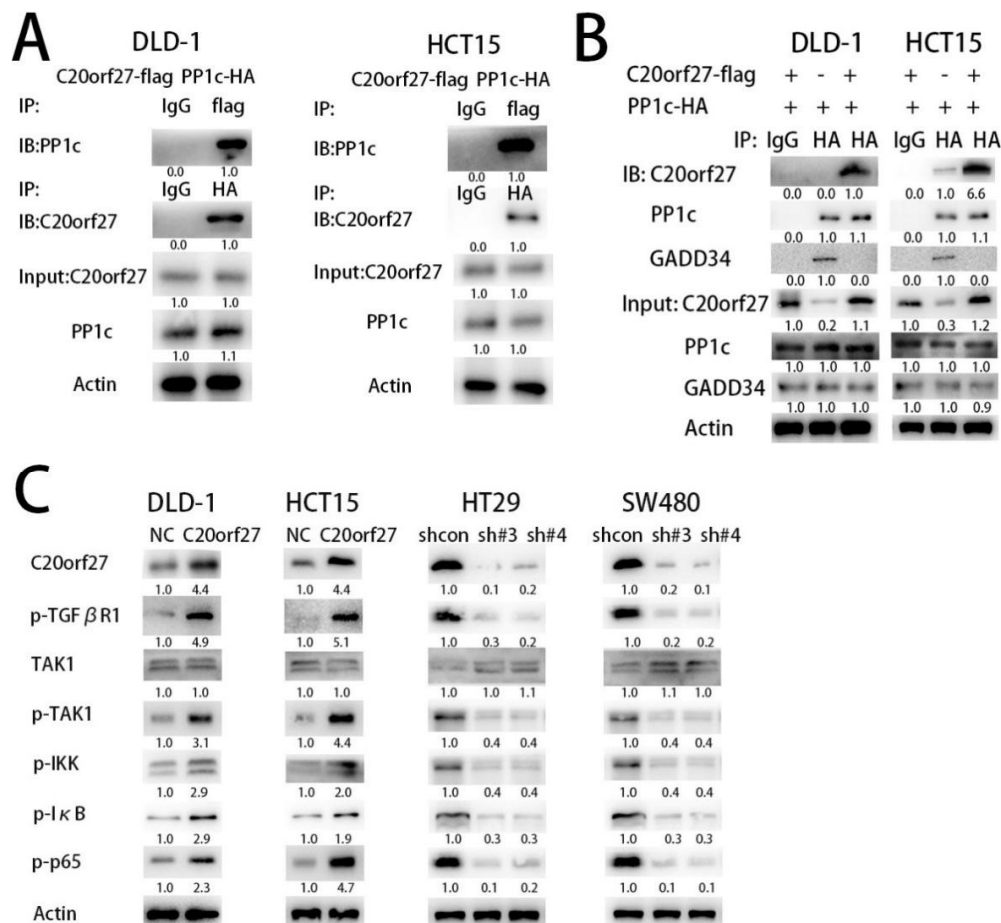 A
DLD-1
C20orf27-flag PP1c-HA
IP: IgG flag
IB:PP1c
0.0 1.0
IP: IgG HA
IB:C20orf27
0.0 1.0
Input:C20orf27
1.0 1.0
PP1c
1.0 1.1
Actin
HCT15
C20orf27-flag PP1c-HA
IP: IgG flag
IB:PP1c
0.0 1.0
IP: IgG HA
IB:C20orf27
0.0 1.0
Input:C20orf27
1.0 1.0
PP1c
1.0 1.0
Actin
B
DLD-1 HCT15
C20orf27-flag + - + + - +
PP1c-HA + + + + + +
IP: IgG HA HA IgG HA HA
IB: C20orf27
0.0 0.0 1.0 0.0 1.0 6.6
PP1c
0.0 1.0 1.1 0.0 1.0 1.1
GADD34
0.0 1.0 0.0 0.0 1.0 0.0
Input: C20orf27
1.0 0.2 1.1 1.0 0.3 1.2
PP1c
1.0 1.0 1.0 1.0 1.0 1.0
GADD34
1.0 1.0 1.0 1.0 1.0 0.9
Actin
C
DLD-1 HCT15 HT29 SW480
NC C20orf27 NC C20orf27 shcon sh#3 sh#4 shcon sh#3 sh#4
C20orf27
1.0 4.4 1.0 4.4 1.0 0.1 0.2 1.0 0.2 0.1
p-TGFβR1
1.0 4.9 1.0 5.1 1.0 0.3 0.2 1.0 0.2 0.2
TAK1
1.0 1.0 1.0 1.0 1.0 1.0 1.1 1.0 1.1 1.0
p-TAK1
1.0 3.1 1.0 4.4 1.0 0.4 0.4 1.0 0.4 0.4
p-IKK
1.0 2.9 1.0 2.0 1.0 0.4 0.4 1.0 0.4 0.4
p-IκB
1.0 2.9 1.0 1.9 1.0 0.3 0.3 1.0 0.3 0.3
p-p65
1.0 2.3 1.0 4.7 1.0 0.1 0.2 1.0 0.1 0.1
Actin